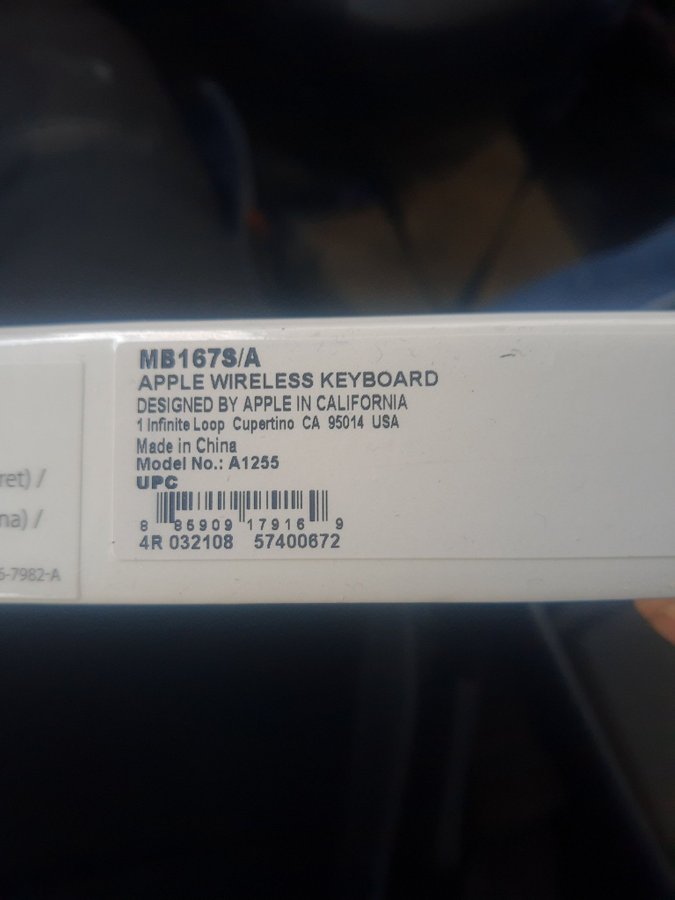 MB167S/A
APPLE WIRELESS KEYBOARD
DESIGNED BY APPLE IN CALIFORNIA
1 Infinite Loop Cupertino CA 95014 USA
Made in China
Model No.: A1255
UPC
8 85909 17916 9
4R 032108 57400672
ret) /
na) /
6-7982-A